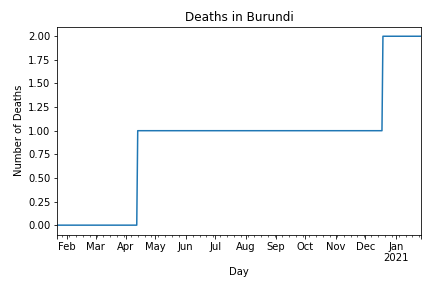 Deaths in Burundi
Number of Deaths
2.00
1.75
1.50
1.25
1.00
0.75
0.50
0.25
0.00
Feb Mar Apr May Jun Jul Aug Sep Oct Nov Dec Jan
2021
Day